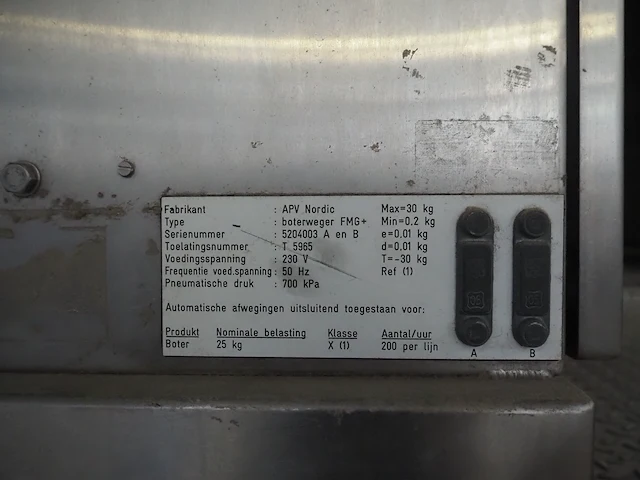 Fabrikant : APV Nordic Max=30 kg
Type : boterweger FMG+ Min=0.2 kg
Serienummer : 5204003 A en B e=0.01 kg
Toelatingsnummer : T 5965 d=0.01 kg
Voedingsspanning : 230 V T=-30 kg
Frequentie voed.spanning : 50 Hz Ref (1)
Pneumatische druk : 700 kPa
Automatische afwegingen uitsluitend toegestaan voor:
Produkt Nominale belasting Klasse Aantal/uur
Boter 25 kg X (1) 200 per lijn
A B